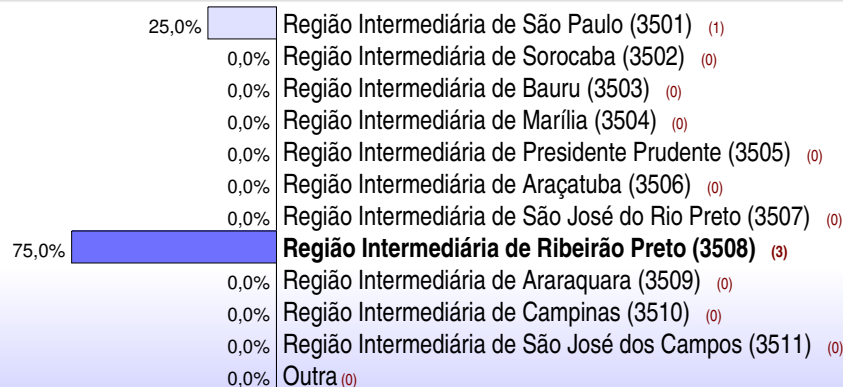 25,0% Região Intermediária de São Paulo (3501) (1)
0,0% Região Intermediária de Sorocaba (3502) (0)
0,0% Região Intermediária de Bauru (3503) (0)
0,0% Região Intermediária de Marília (3504) (0)
0,0% Região Intermediária de Presidente Prudente (3505) (0)
0,0% Região Intermediária de Araçatuba (3506) (0)
0,0% Região Intermediária de São José do Rio Preto (3507) (0)
75,0% Região Intermediária de Ribeirão Preto (3508) (3)
0,0% Região Intermediária de Araraquara (3509) (0)
0,0% Região Intermediária de Campinas (3510) (0)
0,0% Região Intermediária de São José dos Campos (3511) (0)
0,0% Outra (0)